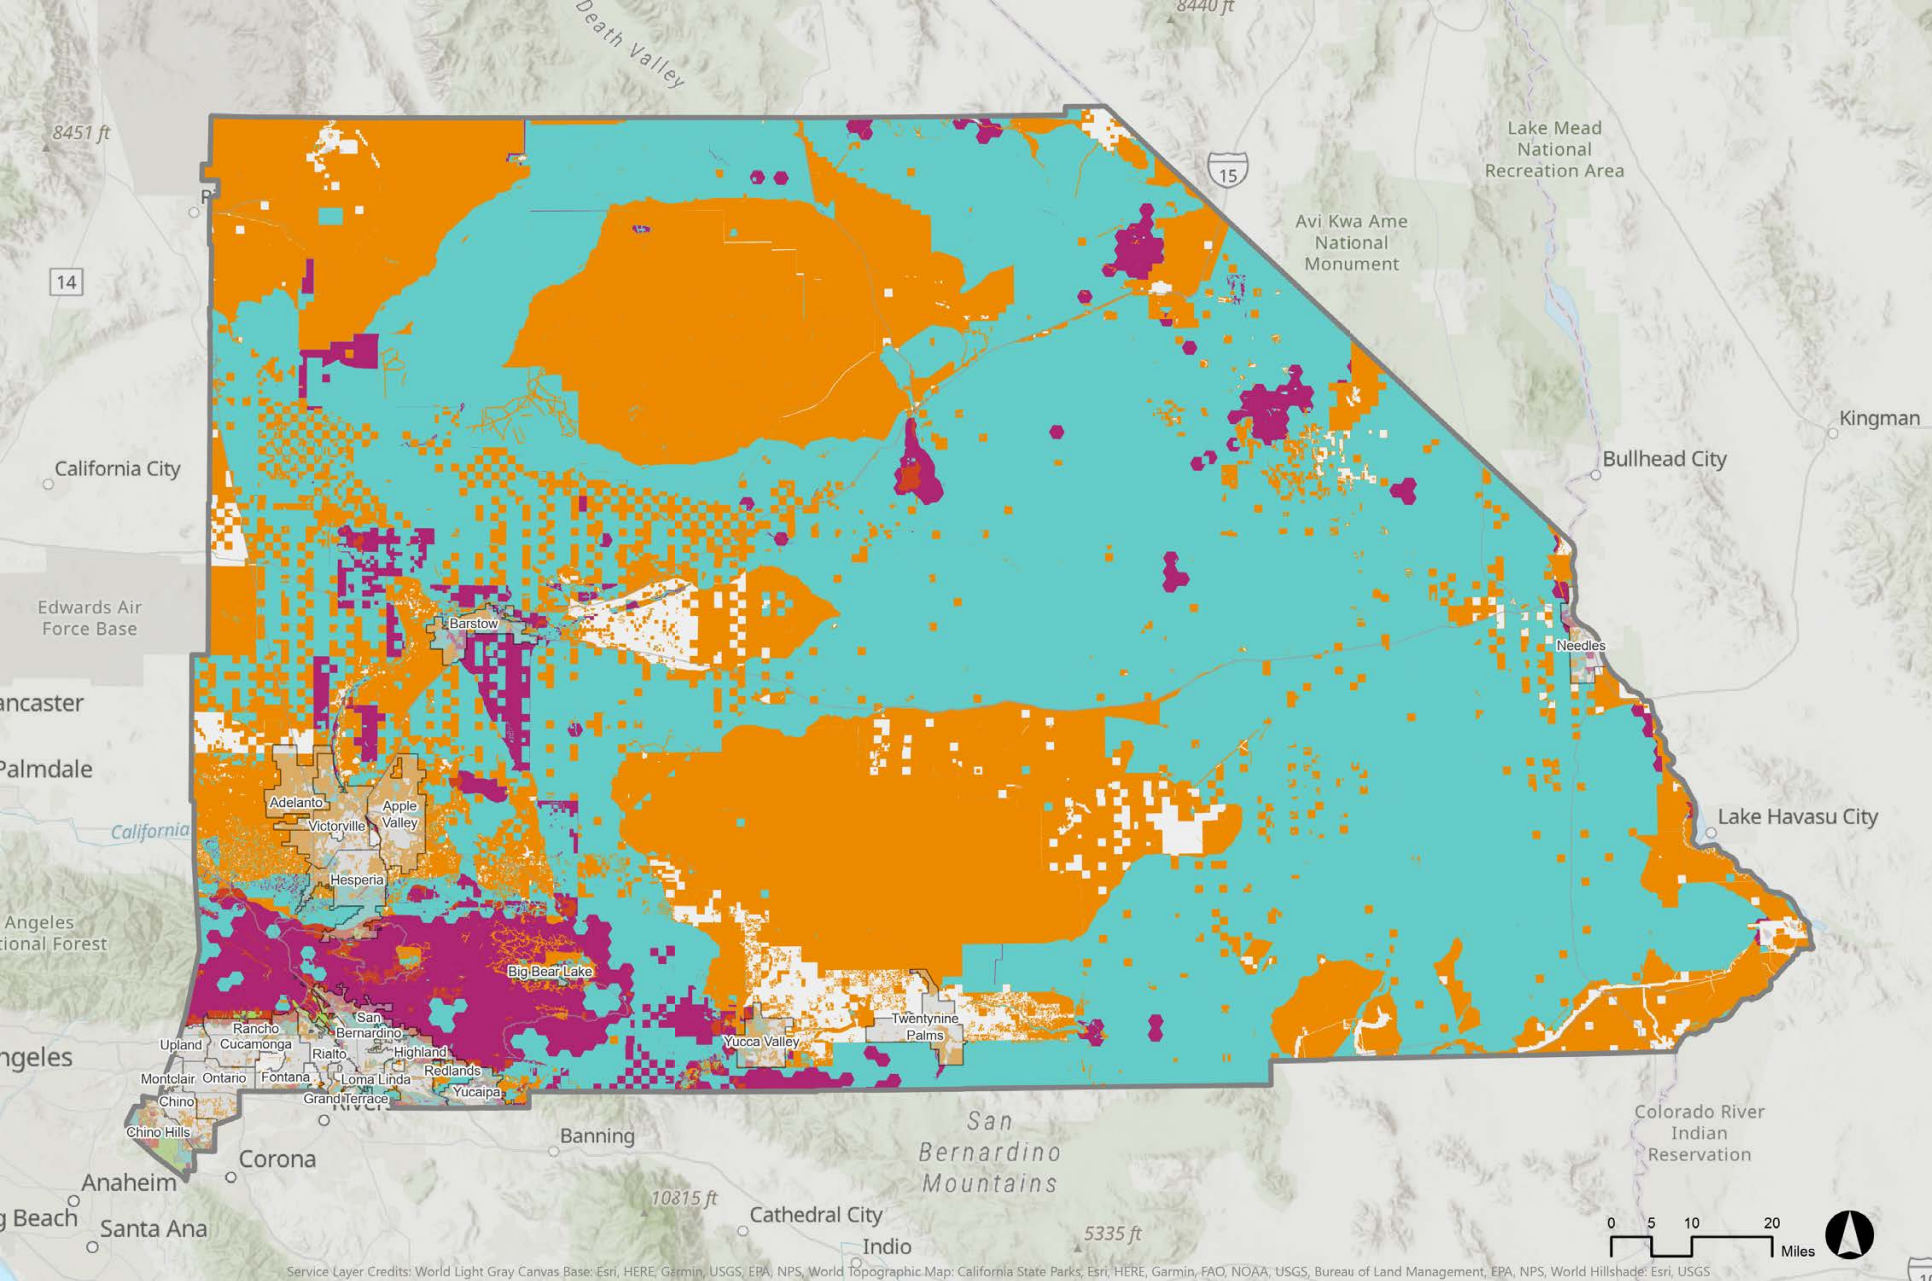 8440 ft
Death Valley
8451 ft
Lake Mead
National
Recreation Area
15
14
Avi Kwa Ame
National
Monument
Kingman
Bullhead City
California City
Edwards Air
Force Base
Barstow
Needles
ancaster
Palmdale
California
Adelanto
Apple
Valley
Victorville
Hesperia
Lake Havasu City
Angeles
tional Forest
Big Bear Lake
San
Bernardino
Rancho
Cucamonga
Upland
Rialto
Highland
Twentynine
Palms
Yucca Valley
ngeles
Montclair
Ontario
Fontana
Loma Linda
Redlands
Yucaipa
Chino
Grand Terrace
Chino Hills
Banning
Corona
Anaheim
g Beach
Santa Ana
San
Bernardino
Mountains
10815 ft
Cathedral City
Indio
5335 ft
Colorado River
Indian
Reservation
0 5 10 20
Miles
Service Layer Credits: World Light Gray Canvas Base: Esri, HERE, Garmin, USGS, EPA, NPS, World Topographic Map: California State Parks, Esri, HERE, Garmin, FAO, NOAA, USGS, Bureau of Land Management, EPA, NPS, World Hillshade: Esri, USGS